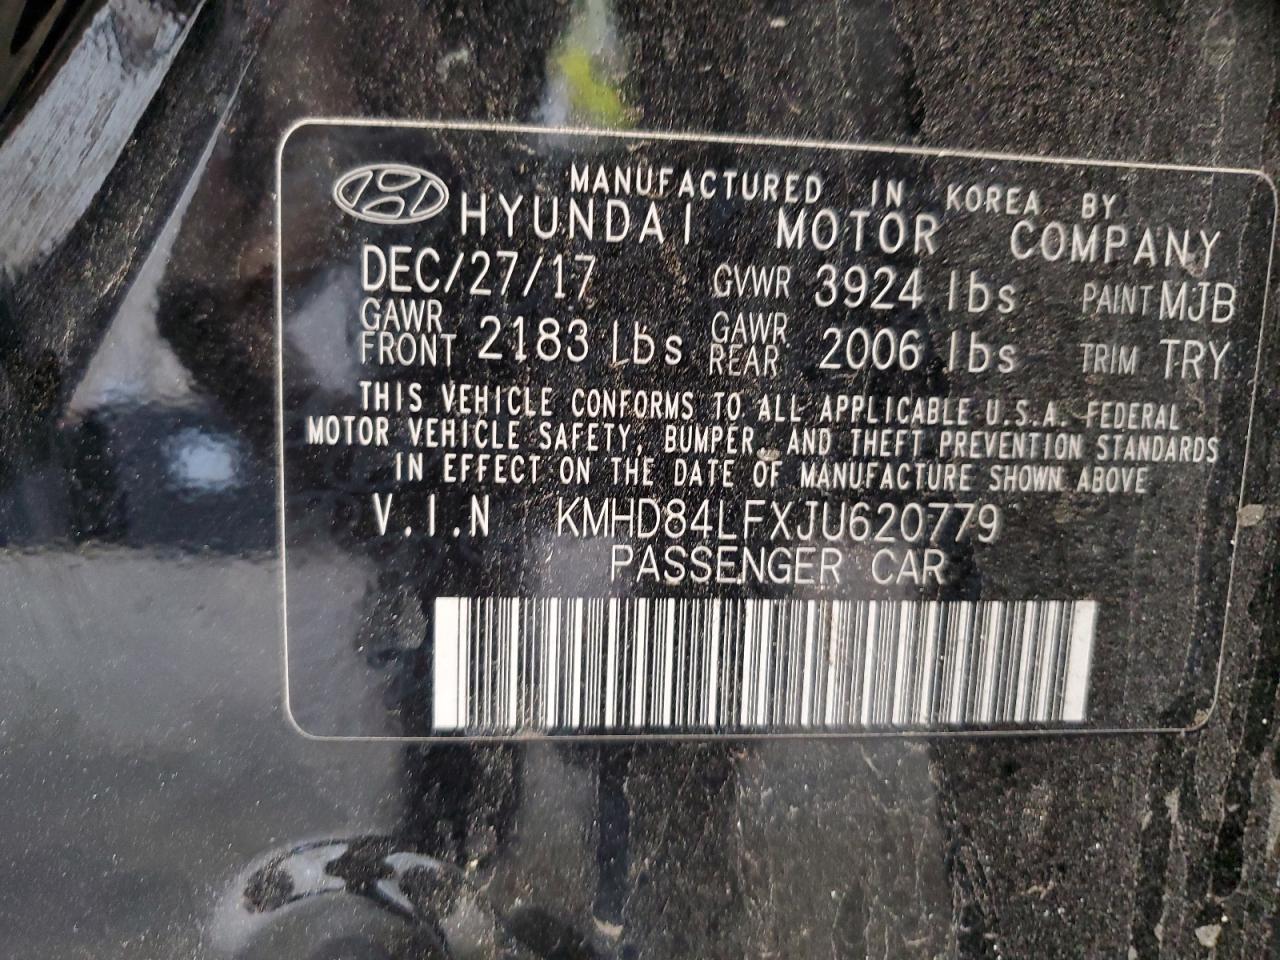 MANUFACTURED IN KOREA BY
HYUNDAI MOTOR COMPANY
DEC/27/17 GVWR 3924 lbs PAINT MJB
GAWR FRONT 2183 lbs GAWR REAR 2006 lbs TRIM TRY
THIS VEHICLE CONFORMS TO ALL APPLICABLE U.S.A. FEDERAL
MOTOR VEHICLE SAFETY, BUMPER, AND THEFT PREVENTION STANDARDS
IN EFFECT ON THE DATE OF MANUFACTURE SHOWN ABOVE
V.I.N KMHD84LFXJU620779
PASSENGER CAR